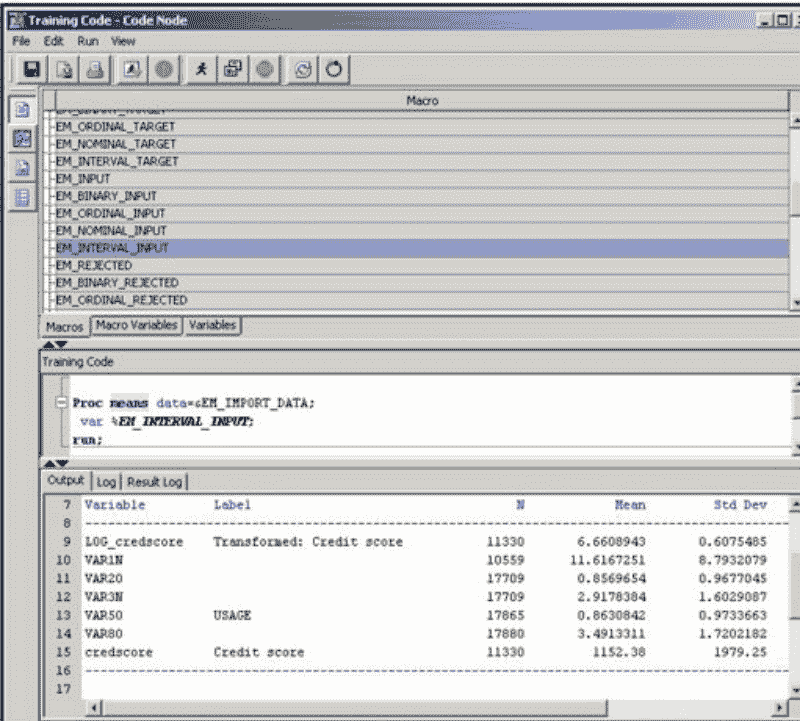 Training Code - Code Node
File Edit Run View
Macro
EM_BINARY_TARGET
EM_ORDINAL_TARGET
EM_NOMINAL_TARGET
EM_INTERVAL_TARGET
EM_INPUT
EM_BINARY_INPUT
EM_ORDINAL_INPUT
EM_NOMINAL_INPUT
EM_INTERVAL_INPUT
EM_REJECTED
EM_BINARY_REJECTED
EM_ORDINAL_REJECTED
Macros Macro Variables Variables
Training Code
Proc means data=&EM_IMPORT_DATA;
var %EM_INTERVAL_INPUT;
run;
Output Log Result Log
7 Variable Label N Mean Std Dev
8 ----------------------------------------------------------------
9 LOG_credscore Transformed: Credit score 11330 6.6608943 0.6075485
10 VAR1N 10559 11.6167251 8.7932079
11 VAR2O 17709 0.8569654 0.9677045
12 VAR3N 17709 2.9178384 1.6029087
13 VAR5O USAGE 17865 0.8630842 0.9733663
14 VAR8O 17880 3.4913311 1.7202182
15 credscore Credit score 11330 1152.38 1979.25
16 ----------------------------------------------------------------
17